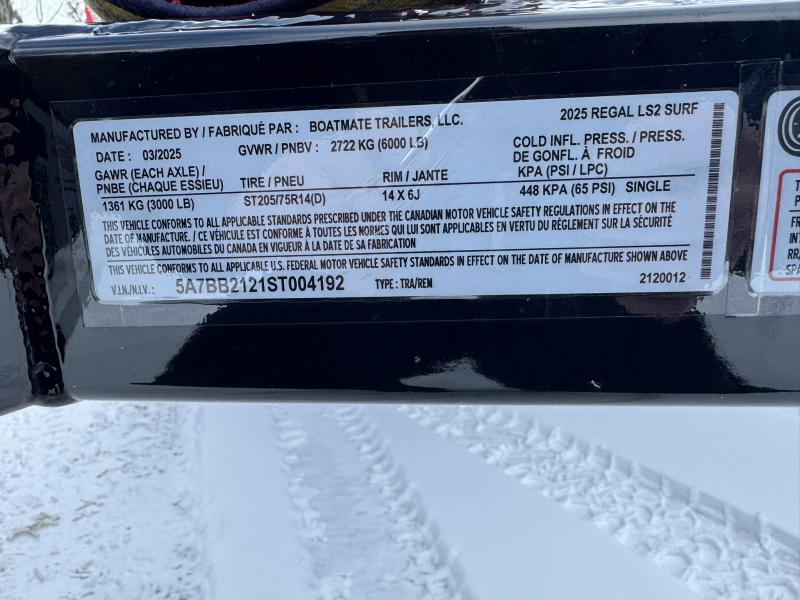 MANUFACTURED BY / FABRIQUÉ PAR : BOATMATE TRAILERS, LLC.
2025 REGAL LS2 SURF
DATE : 03/2025
GVWR / PNBV : 2722 KG (6000 LB)
COLD INFL. PRESS. / PRESS.
DE GONFL. À FROID
KPA (PSI / LPC)
GAWR (EACH AXLE) /
PNBE (CHAQUE ESSIEU)
TIRE / PNEU
RIM / JANTE
1361 KG (3000 LB)
ST205/75R14(D)
14 X 6J
448 KPA (65 PSI) SINGLE
THIS VEHICLE CONFORMS TO ALL APPLICABLE STANDARDS PRESCRIBED UNDER THE CANADIAN MOTOR VEHICLE SAFETY REGULATIONS IN EFFECT ON THE
DATE OF MANUFACTURE. / CE VÉHICULE EST CONFORME À TOUTES LES NORMES QUI LUI SONT APPLICABLES EN VERTU DU RÉGLEMENT SUR LA SÉCURITÉ
DES VÉHICULES AUTOMOBILES DU CANADA EN VIGUEUR À LA DATE DE SA FABRICATION
THIS VEHICLE CONFORMS TO ALL APPLICABLE U.S. FEDERAL MOTOR VEHICLE SAFETY STANDARDS IN EFFECT ON THE DATE OF MANUFACTURE SHOWN ABOVE
V.I.N./N.I.V. : 5A7BB2121ST004192 TYPE : TRA/REM 2120012